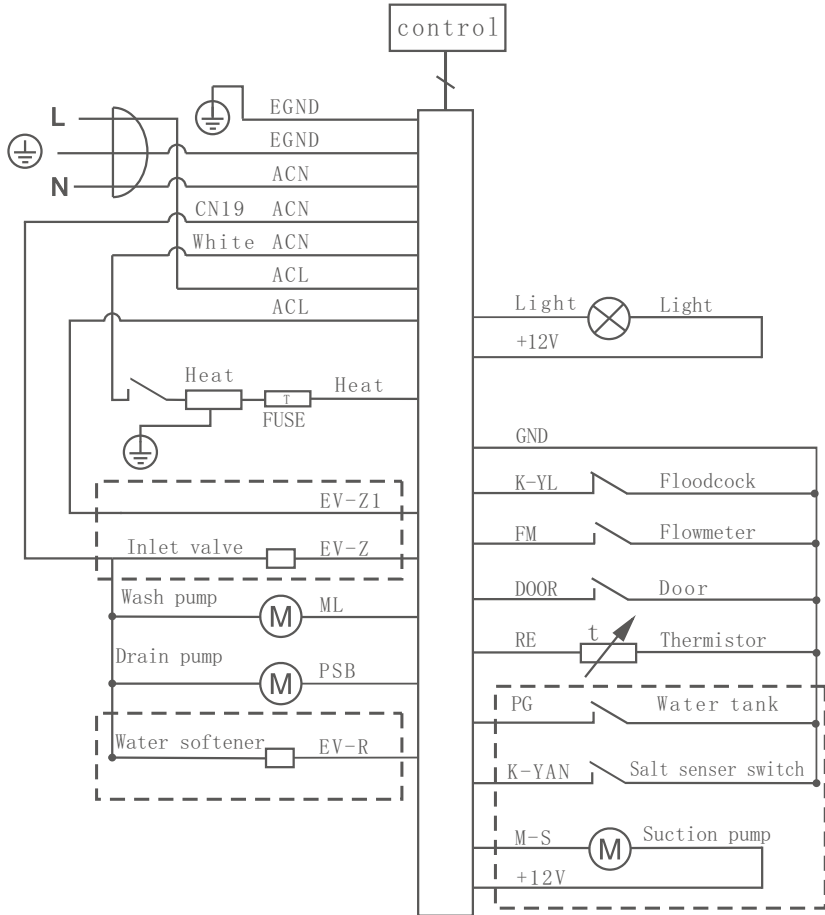 control
L
EGND
EGND
N
ACN
CN19 ACN
White ACN
ACL
ACL
Heat
Heat
T
FUSE
EV-Z1
Inlet valve EV-Z
Wash pump
M
ML
Drain pump
M
PSB
Water softener EV-R
Light Light
+12V
GND
K-YL Floodcock
FM Flowmeter
DOOR Door
t
RE Thermistor
PG Water tank
K-YAN Salt senser switch
M-S
M
Suction pump
+12V